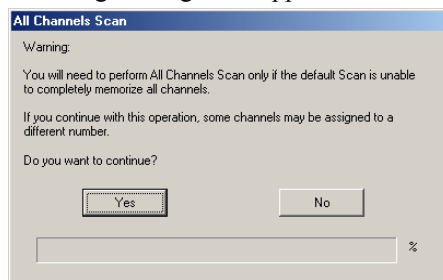 All Channels Scan
Warning:
You will need to perform All Channels Scan only if the default Scan is unable
to completely memorize all channels.
If you continue with this operation, some channels may be assigned to a
different number.
Do you want to continue?
Yes No
%